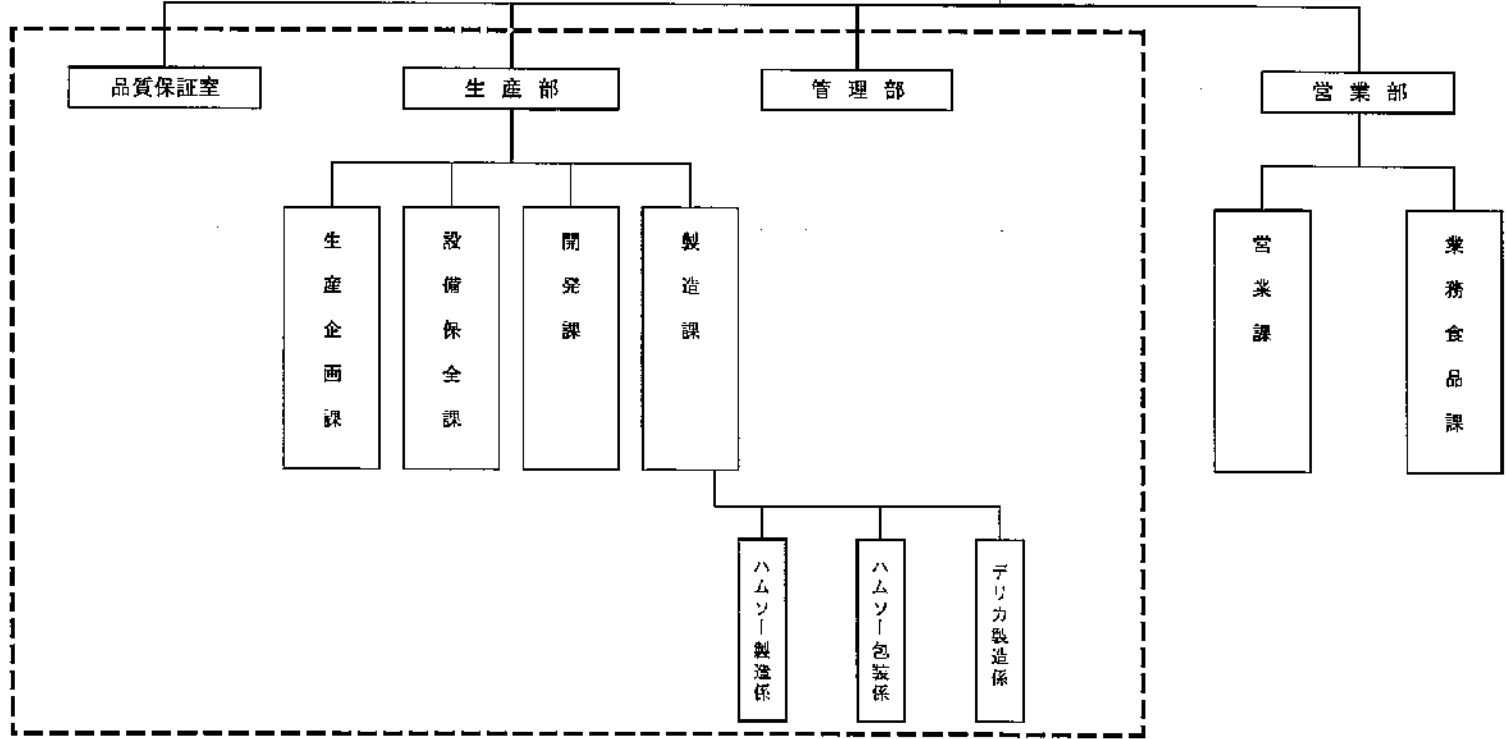 品質保証室
生産部
管理部
営業部
生産企画課
設備保全課
開発課
製造課
営業課
業務食品課
ハムソー製造係
ハムソー包装係
デリカ製造係